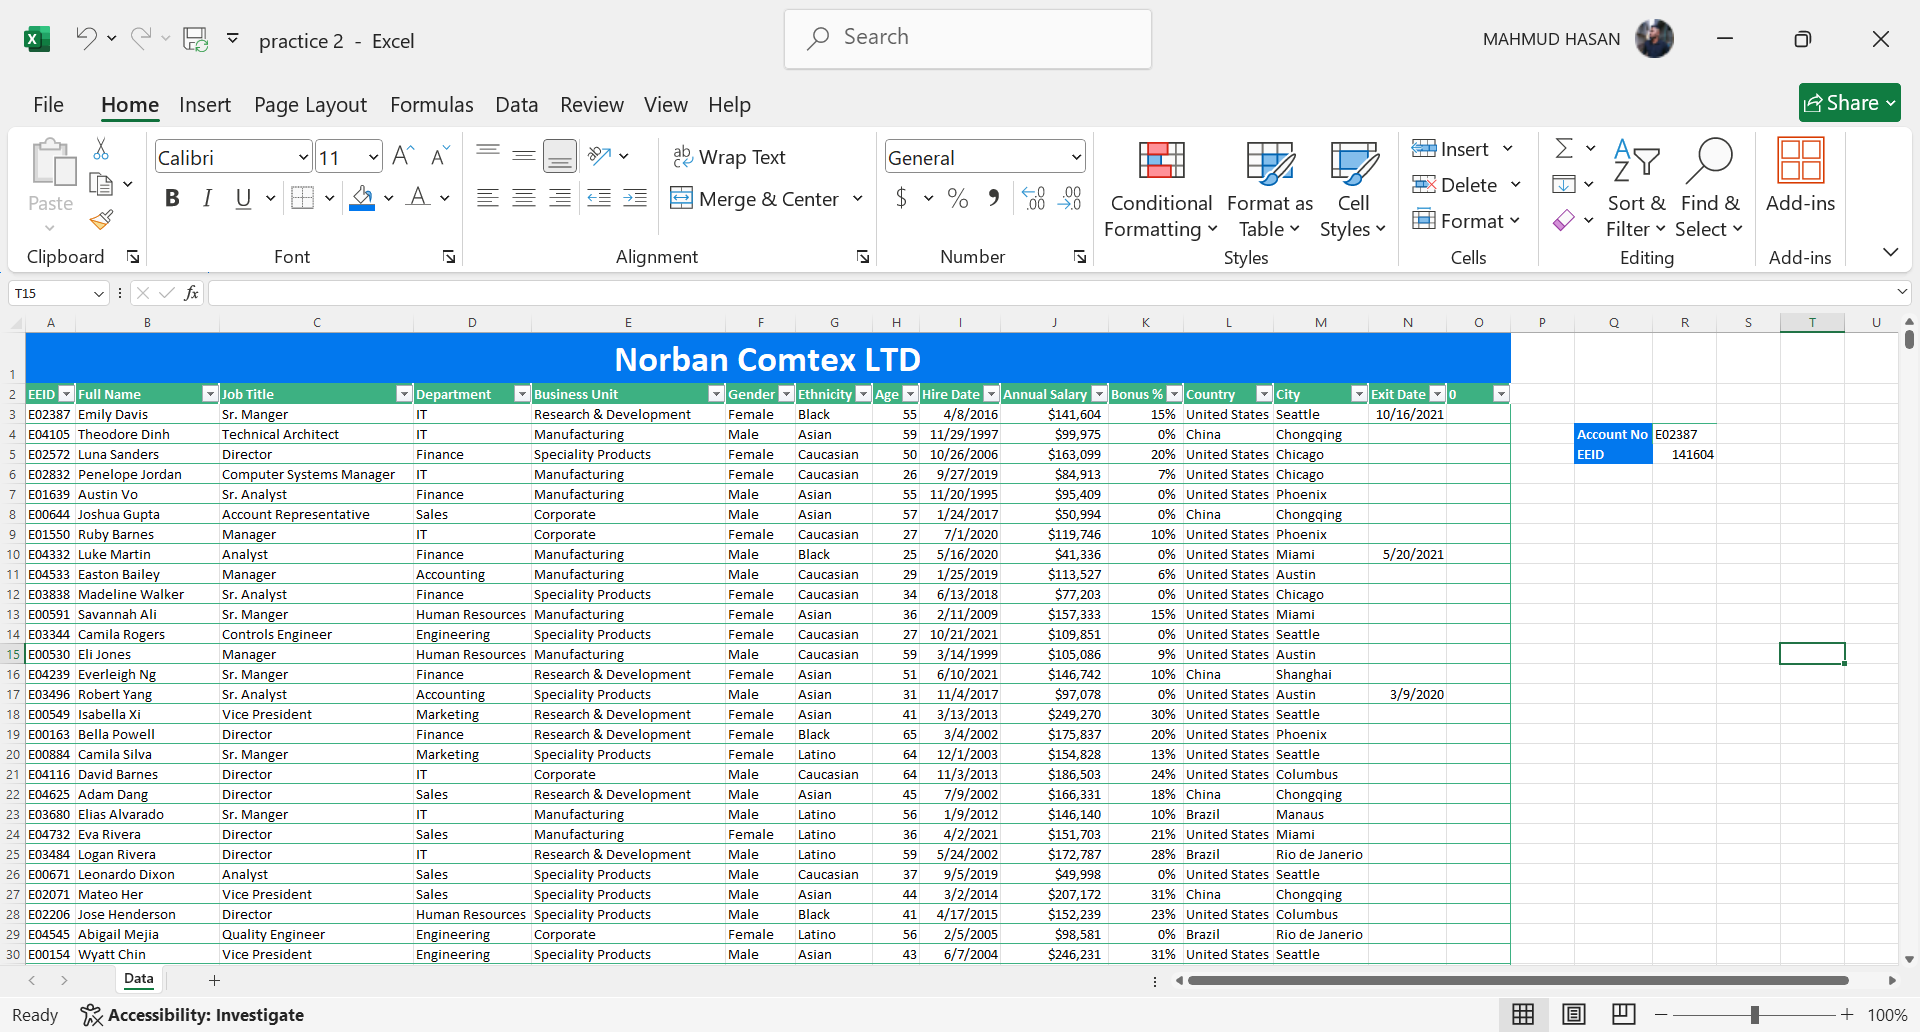 practice 2 - Excel
Search
MAHMUD HASAN
File Home Insert Page Layout Formulas Data Review View Help
Share
Paste
Clipboard
Calibri 11
B I U
Font
Wrap Text
Merge & Center
Alignment
General
$ % 9
Number
Conditional Formatting
Format as Table
Cell Styles
Styles
Insert
Delete
Format
Cells
Sort & Filter
Find & Select
Editing
Add-ins
Add-ins
T15
fx
A B C D E F G H I J K L M N O P Q R S T U
1 Norban Comtex LTD
2 EEID Full Name Job Title Department Business Unit Gender Ethnicity Age Hire Date Annual Salary Bonus % Country City Exit Date 0
3 E02387 Emily Davis Sr. Manger IT Research & Development Female Black 55 4/8/2016 $141,604 15% United States Seattle 10/16/2021
4 E04105 Theodore Dinh Technical Architect IT Manufacturing Male Asian 59 11/29/1997 $99,975 0% China Chongqing Account No E02387
5 E02572 Luna Sanders Director Finance Speciality Products Female Caucasian 50 10/26/2006 $163,099 20% United States Chicago EEID 141604
6 E02832 Penelope Jordan Computer Systems Manager IT Manufacturing Female Caucasian 26 9/27/2019 $84,913 7% United States Chicago
7 E01639 Austin Vo Sr. Analyst Finance Manufacturing Male Asian 55 11/20/1995 $95,409 0% United States Phoenix
8 E00644 Joshua Gupta Account Representative Sales Corporate Male Asian 57 1/24/2017 $50,994 0% China Chongqing
9 E01550 Ruby Barnes Manager IT Corporate Female Caucasian 27 7/1/2020 $119,746 10% United States Phoenix
10 E04332 Luke Martin Analyst Finance Manufacturing Male Black 25 5/16/2020 $41,336 0% United States Miami 5/20/2021
11 E04533 Easton Bailey Manager Accounting Manufacturing Male Caucasian 29 1/25/2019 $113,527 6% United States Austin
12 E03838 Madeline Walker Sr. Analyst Finance Speciality Products Female Caucasian 34 6/13/2018 $77,203 0% United States Chicago
13 E00591 Savannah Ali Sr. Manger Human Resources Manufacturing Female Asian 36 2/11/2009 $157,333 15% United States Miami
14 E03344 Camila Rogers Controls Engineer Engineering Speciality Products Female Caucasian 27 10/21/2021 $109,851 0% United States Seattle
15 E00530 Eli Jones Manager Human Resources Manufacturing Male Caucasian 59 3/14/1999 $105,086 9% United States Austin
16 E04239 Everleigh Ng Sr. Manger Finance Research & Development Female Asian 51 6/10/2021 $146,742 10% China Shanghai
17 E03496 Robert Yang Sr. Analyst Accounting Speciality Products Male Asian 31 11/4/2017 $97,078 0% United States Austin 3/9/2020
18 E00549 Isabella Xi Vice President Marketing Research & Development Female Asian 41 3/13/2013 $249,270 30% United States Seattle
19 E00163 Bella Powell Director Finance Research & Development Female Black 65 3/4/2002 $175,837 20% United States Phoenix
20 E00884 Camila Silva Sr. Manger Marketing Speciality Products Female Latino 64 12/1/2003 $154,828 13% United States Seattle
21 E04116 David Barnes Director IT Corporate Male Caucasian 64 11/3/2013 $186,503 24% United States Columbus
22 E04625 Adam Dang Director Sales Research & Development Male Asian 45 7/9/2002 $166,331 18% China Chongqing
23 E03680 Elias Alvarado Sr. Manger IT Manufacturing Male Latino 56 1/9/2012 $146,140 10% Brazil Manaus
24 E04732 Eva Rivera Director Sales Manufacturing Female Latino 36 4/2/2021 $151,703 21% United States Miami
25 E03484 Logan Rivera Director IT Research & Development Male Latino 59 5/24/2002 $172,787 28% Brazil Rio de Janerio
26 E00671 Leonardo Dixon Analyst Sales Speciality Products Male Caucasian 37 9/5/2019 $49,998 0% United States Seattle
27 E02071 Mateo Her Vice President Sales Speciality Products Male Asian 44 3/2/2014 $207,172 31% China Chongqing
28 E02206 Jose Henderson Director Human Resources Speciality Products Male Black 41 4/17/2015 $152,239 23% United States Columbus
29 E04545 Abigail Mejia Quality Engineer Engineering Corporate Female Latino 56 2/5/2005 $98,581 0% Brazil Rio de Janerio
30 E00154 Wyatt Chin Vice President Engineering Speciality Products Male Asian 43 6/7/2004 $246,231 31% United States Seattle
Data
Ready Accessibility: Investigate 100%